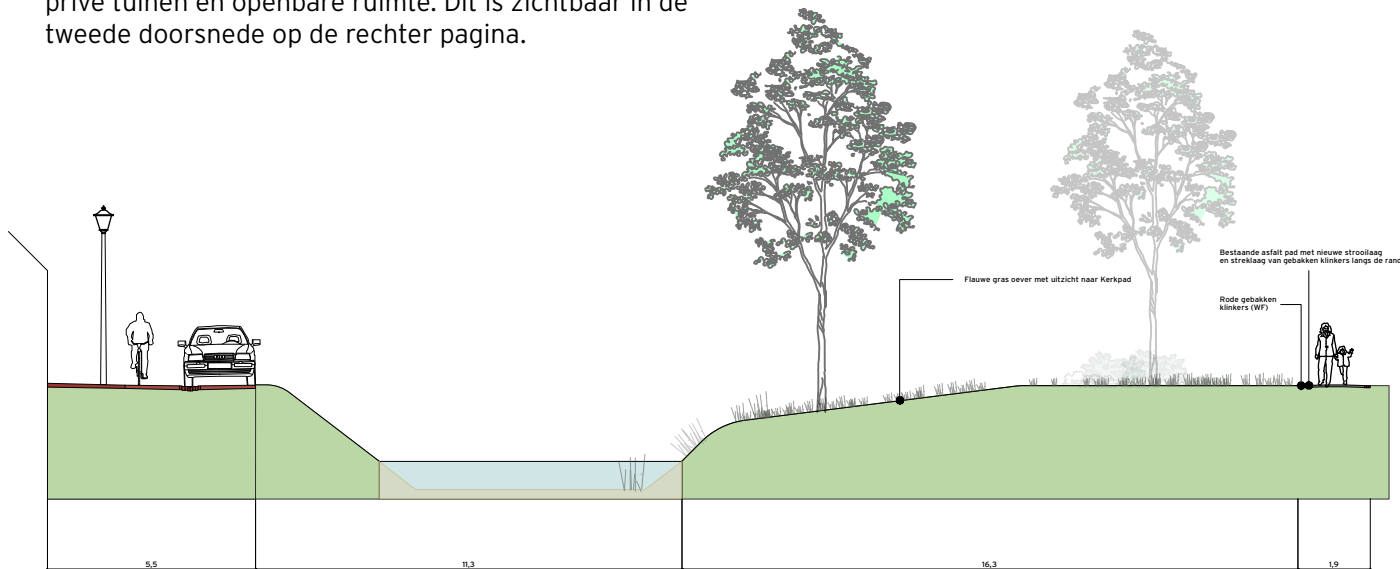 privé tuinen en openbare ruimte. Dit is zichtbaar in de
tweede doorsnede op de rechter pagina.
Bestaande asfalt pad met nieuwe strooilaag
en streklaag van gebakken klinkers langs de
Flauwe gras oever met uitzicht naar Kerkpad
Rode gebakken
klinkers (WF)
5,5
11,3
16,3
1,9